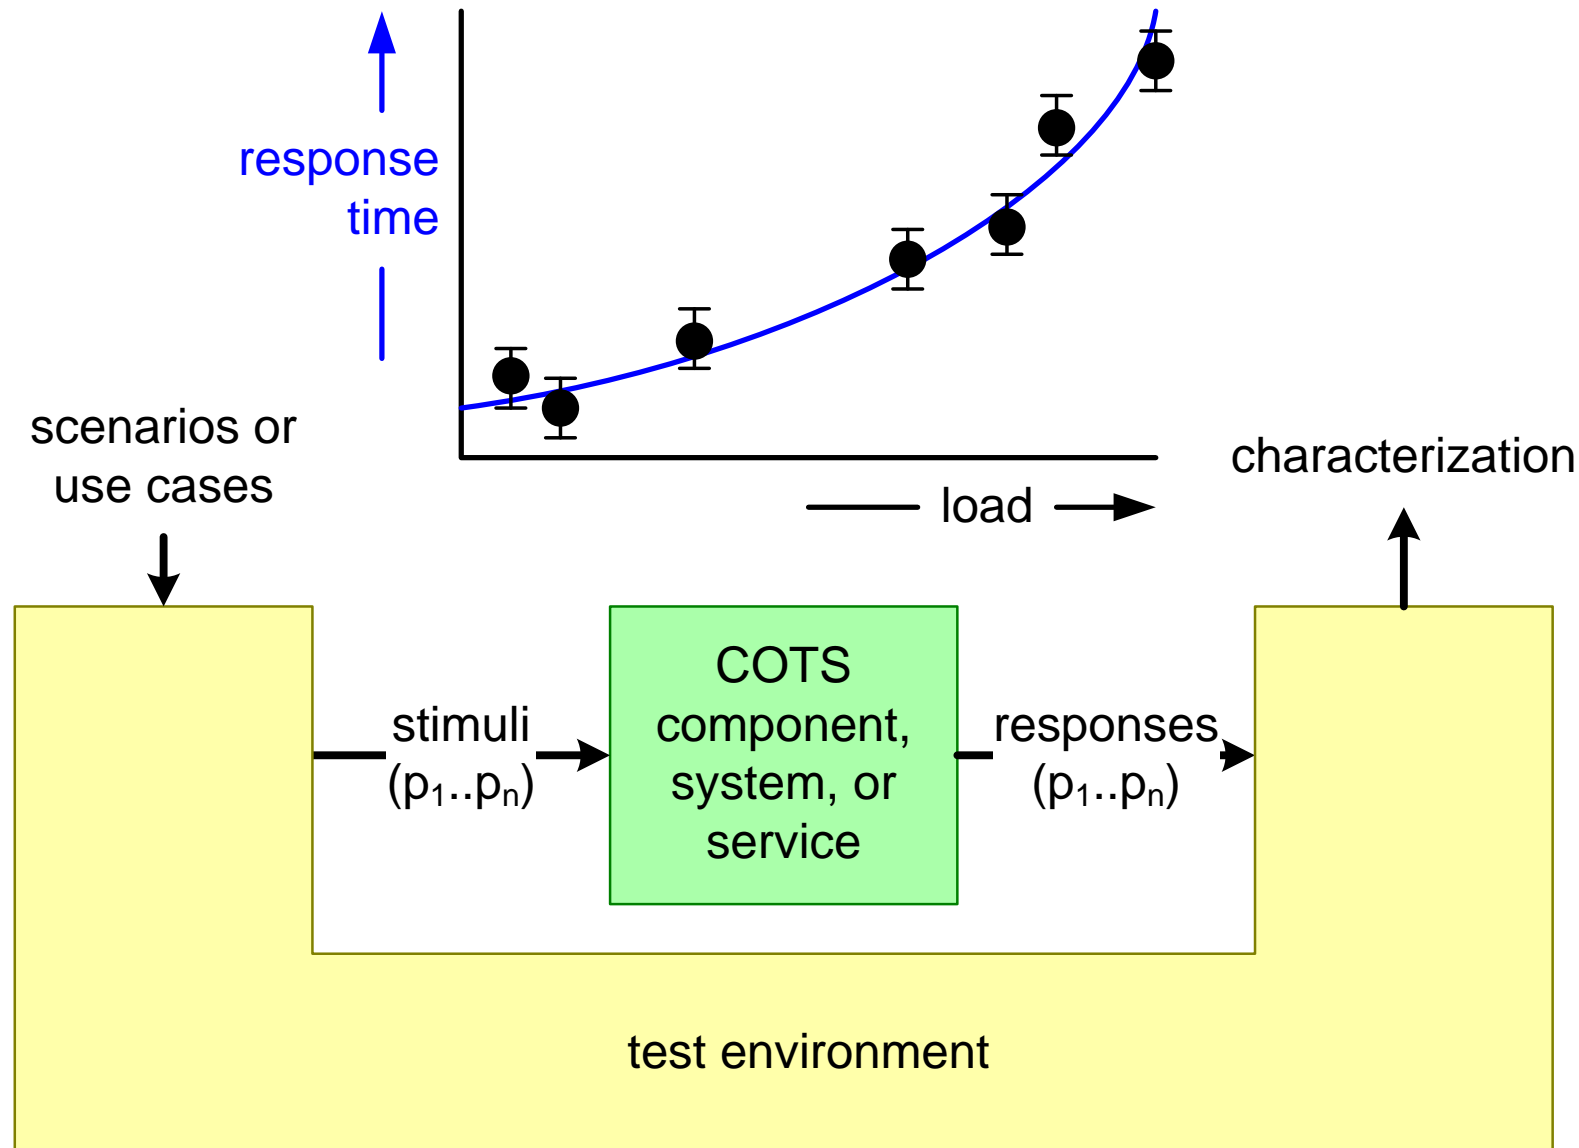 response
time
scenarios or
use cases
load
characterization
stimuli
(p₁..pₙ)
COTS
component,
system, or
service
responses
(p₁..pₙ)
test environment